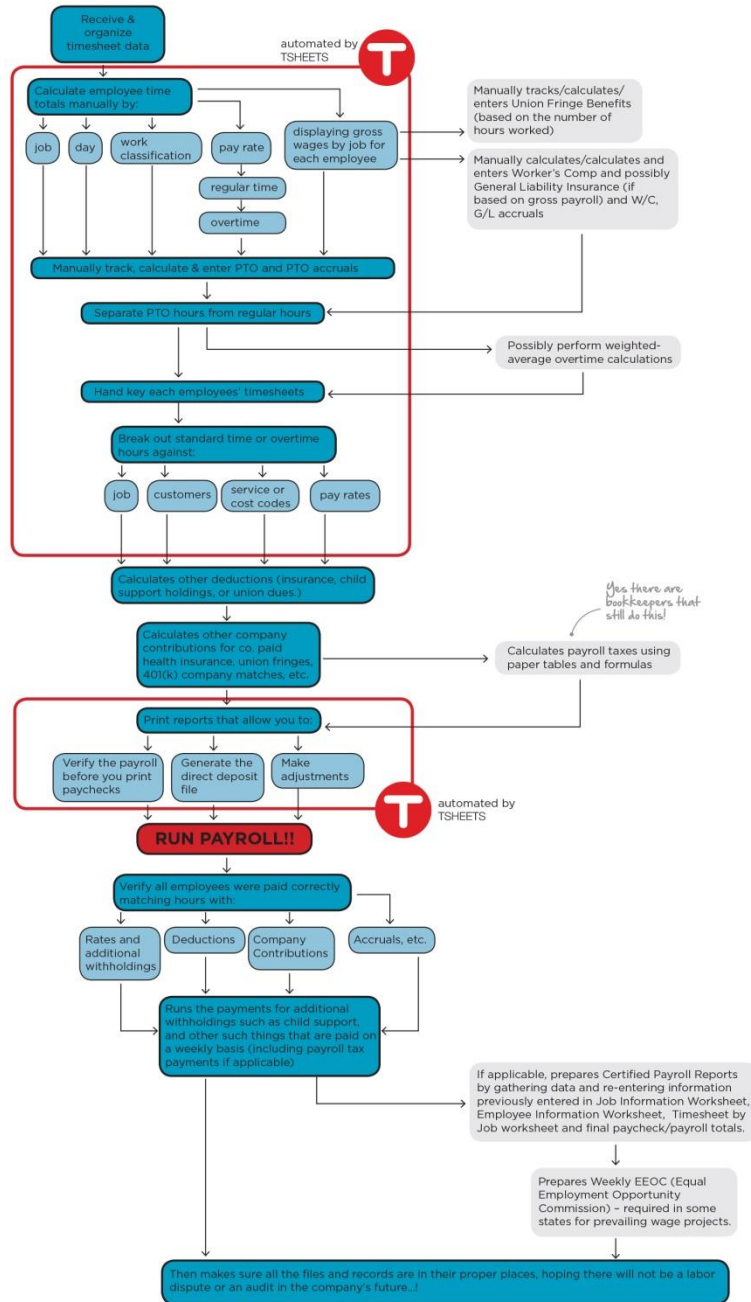 Receive &
organize
timesheet data
automated by
TSHEETS
T
Calculate employee time
totals manually by:
job
day
work
classification
pay rate
regular time
overtime
displaying gross
wages by job for
each employee
Manually tracks/calculates/
enters Union Fringe Benefits
(based on the number of
hours worked)
Manually calculates/calculates and
enters Worker's Comp and possibly
General Liability Insurance (if
based on gross payroll) and W/C,
G/L accruals
Manually track, calculate & enter PTO and PTO accruals
Separate PTO hours from regular hours
Possibly perform weighted-
average overtime calculations
Hand key each employees' timesheets
Break out standard time or overtime
hours against:
job
customers
service or
cost codes
pay rates
Calculates other deductions (insurance, child
support holdings, or union dues.)
Yes there are
bookkeepers that
still do this!
Calculates other company
contributions for co. paid
health insurance, union fringes,
401(k) company matches, etc.
Calculates payroll taxes using
paper tables and formulas
Print reports that allow you to:
Verify the payroll
before you print
paychecks
Generate the
direct deposit
file
Make
adjustments
T
automated by
TSHEETS
RUN PAYROLL!!
Verify all employees were paid correctly
matching hours with:
Rates and
additional
withholdings
Deductions
Company
Contributions
Accruals, etc.
Runs the payments for additional
withholdings such as child support,
and other such things that are paid on
a weekly basis (including payroll tax
payments if applicable)
If applicable, prepares Certified Payroll Reports
by gathering data and re-entering information
previously entered in Job Information Worksheet,
Employee Information Worksheet, Timesheet by
Job worksheet and final paycheck/payroll totals.
Prepares Weekly EEOC (Equal
Employment Opportunity
Commission) – required in some
states for prevailing wage projects.
Then makes sure all the files and records are in their proper places, hoping there will not be a labor
dispute or an audit in the company's future...!